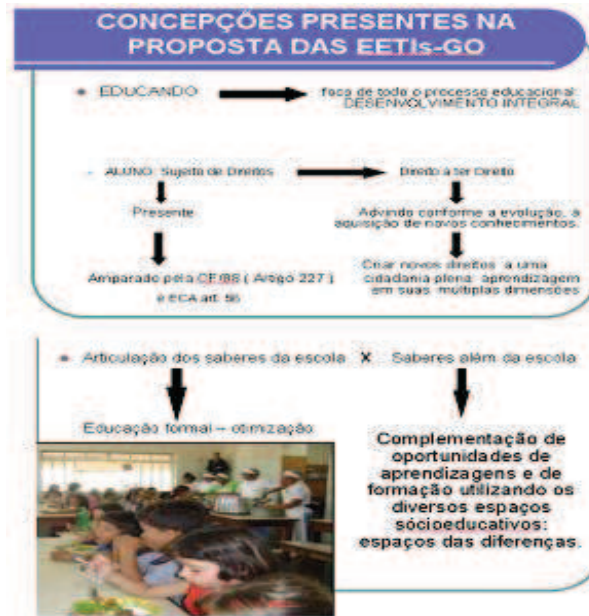 CONCEPÇÕES PRESENTES NA
PROPOSTA DAS EETIs-GO
EDUCANDO
foca de todo o processo educacional:
DESENVOLVIMENTO INTEGRAL
ALUNO: Sujeito de Direitos
Direito a ter Direito
Presente
Advindo conforme a evolução, a
aquisição de novos conhecimentos.
Amparado pela CF/88 ( Artigo 227 )
e ECA art.
Criar novos direitos a uma
cidadania plena: aprendizagem
em suas múltiplas dimensões
Articulação dos saberes da escola X Saberes além da escola
Educação formal – otimização
Complementação de
oportunidades de
aprendizagens e de
formação utilizando os
diversos espaços
sócioeducativos:
espaços das diferenças.